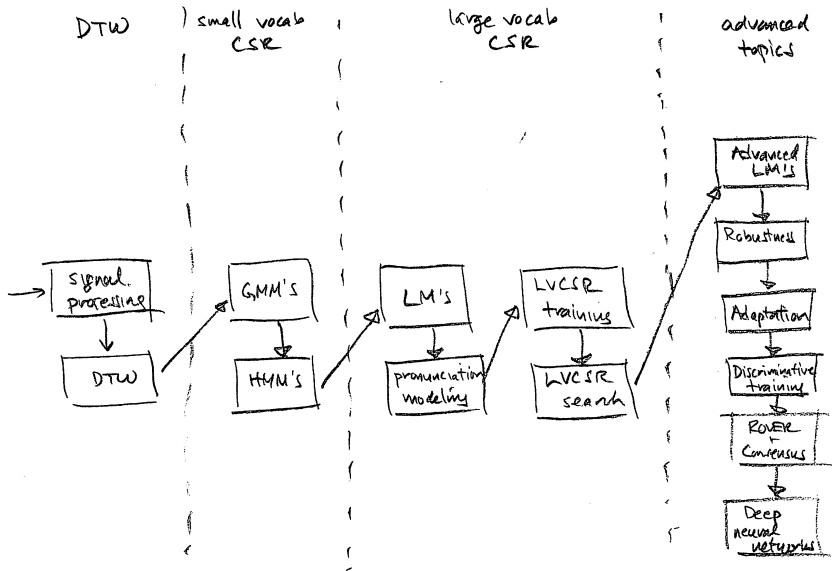 DTW
small vocab
CSR
large vocab
CSR
advanced
topics
signal
processing
DTW
GMM's
HMM's
LM's
pronunciation
modeling
LVCSR
training
LVCSR
search
Advanced
LM's
Robustness
Adaptation
Discriminative
training
ROVER
+
Consensus
Deep
neural
networks